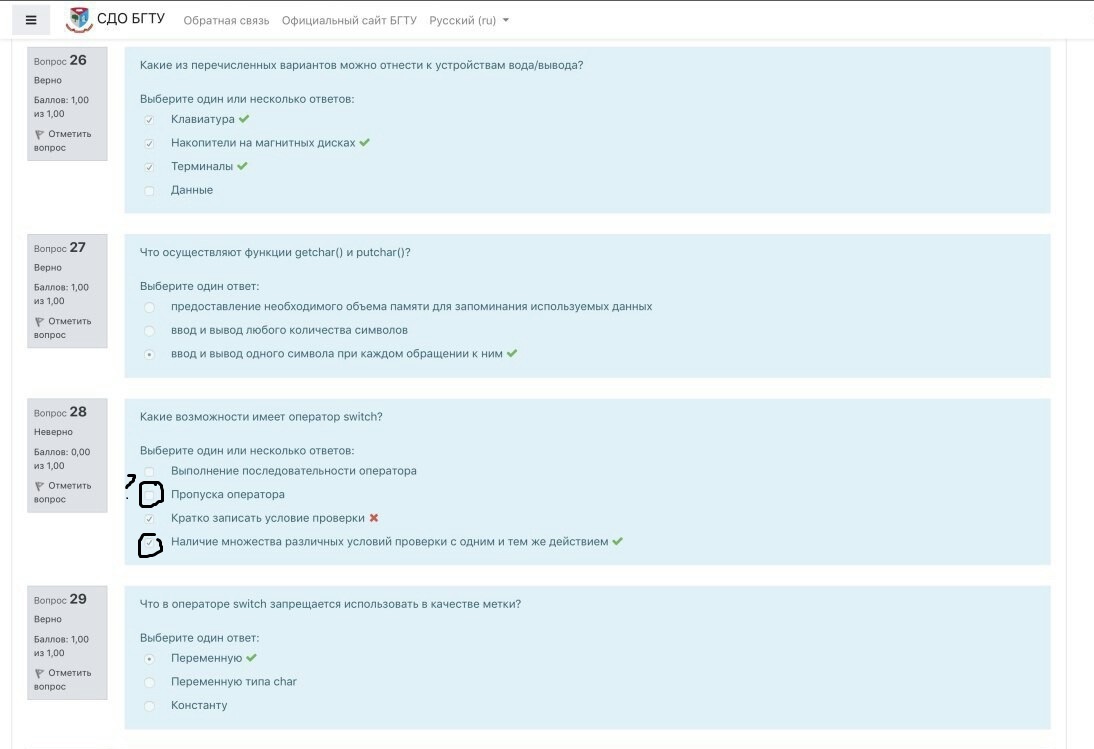 СДО БГТУ Обратная связь Официальный сайт БГТУ Русский (ru)
Вопрос 26
Верно
Баллов: 1,00
из 1,00
Отметить
вопрос
Какие из перечисленных вариантов можно отнести к устройствам вода/вывода?
Выберите один или несколько ответов:
Клавиатура
Накопители на магнитных дисках
Терминалы
Данные
Вопрос 27
Верно
Баллов: 1,00
из 1,00
Отметить
вопрос
Что осуществляют функции getchar() и putchar()?
Выберите один ответ:
предоставление необходимого объема памяти для запоминания используемых данных
ввод и вывод любого количества символов
ввод и вывод одного символа при каждом обращении к ним
Вопрос 28
Неверно
Баллов: 0,00
из 1,00
Отметить
вопрос
Какие возможности имеет оператор switch?
Выберите один или несколько ответов:
Выполнение последовательности оператора
? Пропуска оператора
Кратко записать условие проверки
Наличие множества различных условий проверки с одним и тем же действием
Вопрос 29
Верно
Баллов: 1,00
из 1,00
Отметить
вопрос
Что в операторе switch запрещается использовать в качестве метки?
Выберите один ответ:
Переменную
Переменную типа char
Константу